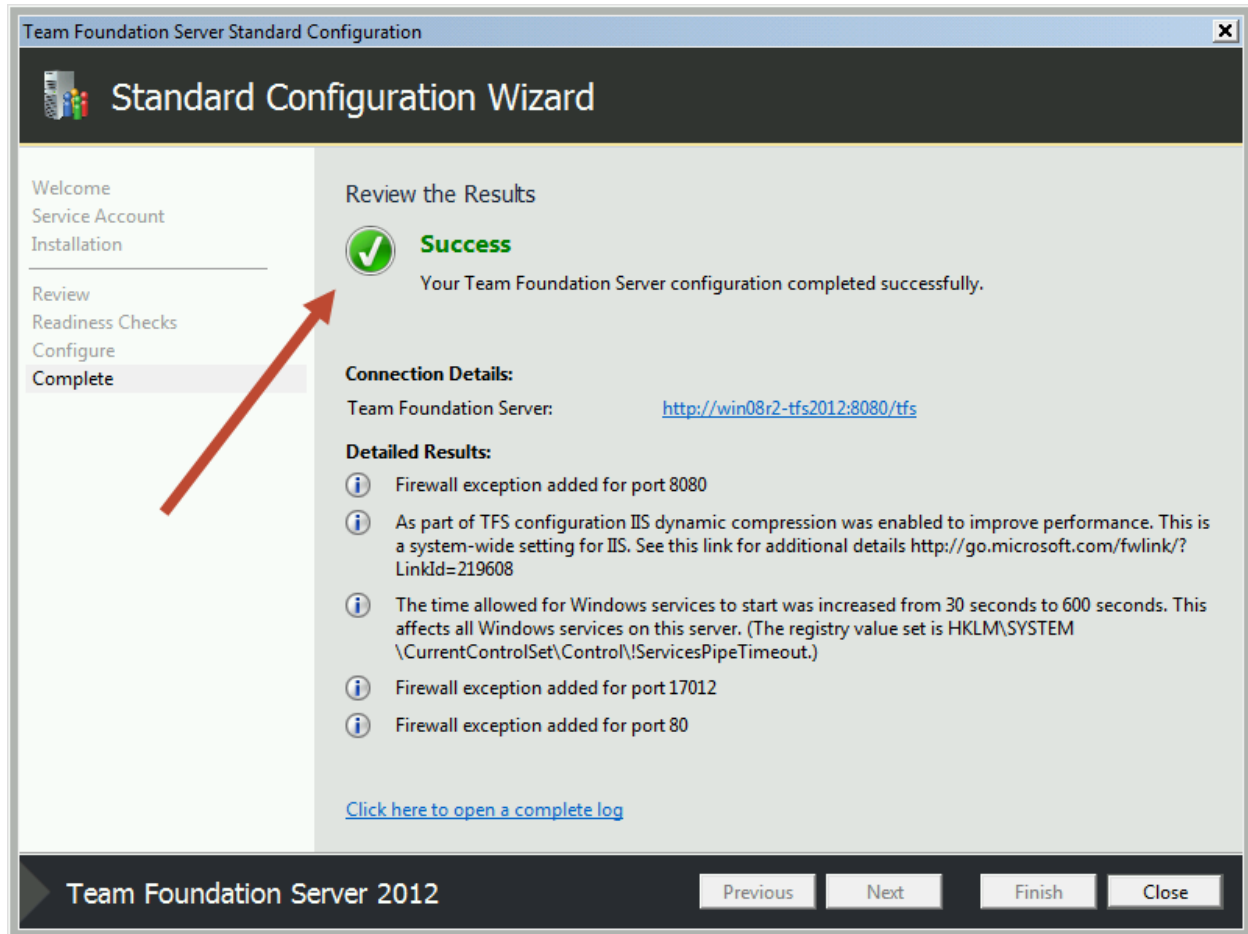 Team Foundation Server Standard Configuration
Standard Configuration Wizard
Welcome
Service Account
Installation
Review
Readiness Checks
Configure
Complete
Review the Results
Success
Your Team Foundation Server configuration completed successfully.
Connection Details:
Team Foundation Server: http://win08r2-tfs2012:8080/tfs
Detailed Results:
Firewall exception added for port 8080
As part of TFS configuration IIS dynamic compression was enabled to improve performance. This is
a system-wide setting for IIS. See this link for additional details http://go.microsoft.com/fwlink/?
LinkId=219608
The time allowed for Windows services to start was increased from 30 seconds to 600 seconds. This
affects all Windows services on this server. (The registry value set is HKLM\SYSTEM
\CurrentControlSet\Control\!ServicesPipeTimeout.)
Firewall exception added for port 17012
Firewall exception added for port 80
Click here to open a complete log
Team Foundation Server 2012
Previous
Next
Finish
Close